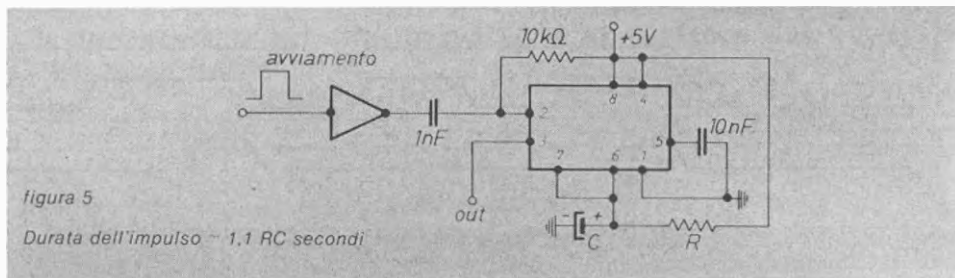 10kΩ
+5V
avviamento
8 4
2
1nF
5
10nF
7 6 1
out
- +
C
R
figura 5
Durata dell'impulso = 1,1 RC secondi